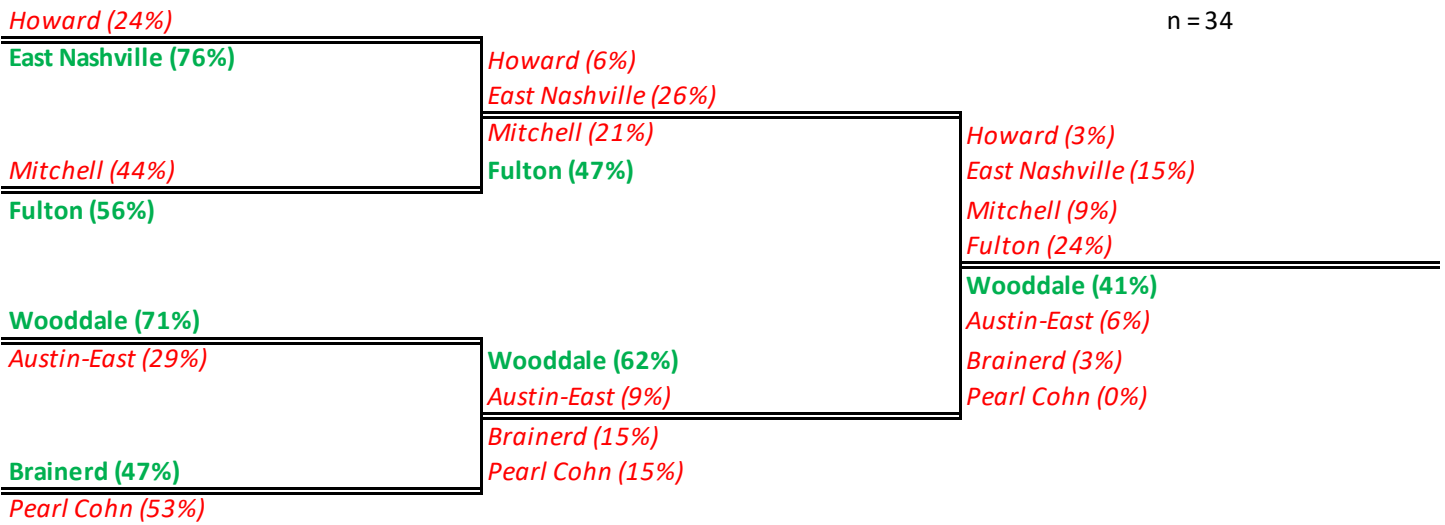 Howard (24%)
East Nashville (76%)
Mitchell (44%)
Fulton (56%)
Wooddale (71%)
Austin-East (29%)
Brainerd (47%)
Pearl Cohn (53%)
Howard (6%)
East Nashville (26%)
Mitchell (21%)
Fulton (47%)
Wooddale (62%)
Austin-East (9%)
Brainerd (15%)
Pearl Cohn (15%)
n = 34
Howard (3%)
East Nashville (15%)
Mitchell (9%)
Fulton (24%)
Wooddale (41%)
Austin-East (6%)
Brainerd (3%)
Pearl Cohn (0%)